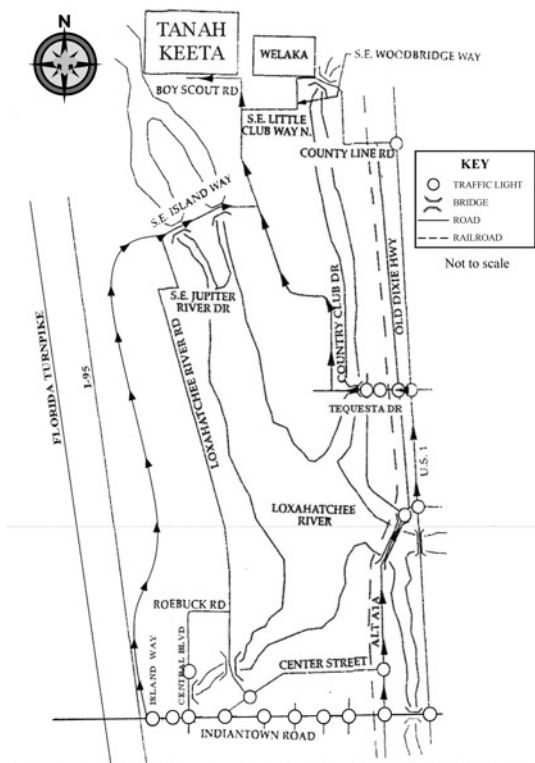 N
TANAH
KEETA
WELAKA
S.E. WOODBRIDGE WAY
BOY SCOUT RD
S.E. LITTLE
CLUB WAY N.
COUNTY LINE RD
KEY
TRAFFIC LIGHT
BRIDGE
ROAD
RAILROAD
Not to scale
S.E. ISLAND WAY
S.E. JUPITER
RIVER DR
COUNTRY CLUB DR
OLD DIXIE HWY
FLORIDA TURNPIKE
I-95
LOXAHATCHEE RIVER RD
TEQUESTA DR
U.S. 1
LOXAHATCHEE
RIVER
ROEBUCK RD
ISLAND WAY
CENTRAL BLVD
CENTER STREET
ALT A1A
INDIANTOWN ROAD